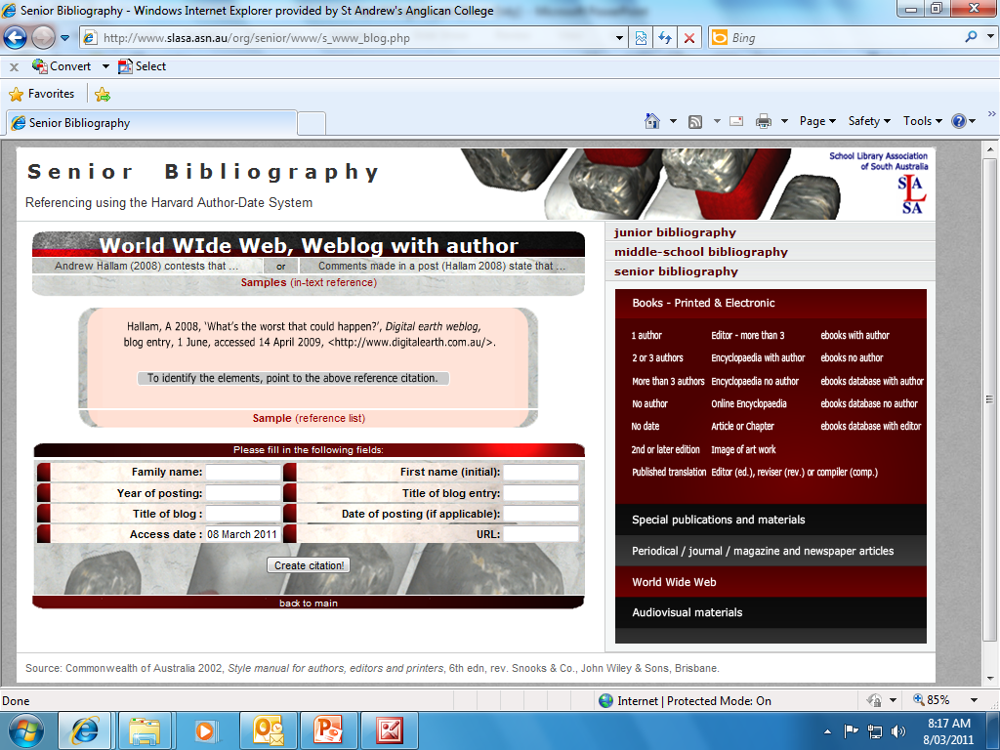 Senior Bibliography - Windows Internet Explorer provided by St Andrew's Anglican College
http://www.slasa.asn.au/org/senior/www/s_www_blog.php
Bing
x Convert Select
Favorites
Senior Bibliography
Page Safety Tools
Senior Bibliography
Referencing using the Harvard Author-Date System
School Library Association
of South Australia
SLA
SA
World WIde Web, Weblog with author
Andrew Hallam (2008) contests that ... or Comments made in a post (Hallam 2008) state that ...
Samples (in-text reference)
Hallam, A 2008, ‘What’s the worst that could happen?’, Digital earth weblog,
blog entry, 1 June, accessed 14 April 2009, <http://www.digitalearth.com.au/>.
To identify the elements, point to the above reference citation.
Sample (reference list)
Please fill in the following fields:
Family name: First name (initial):
Year of posting: Title of blog entry:
Title of blog : Date of posting (if applicable):
Access date : 08 March 2011 URL:
Create citation!
back to main
junior bibliography
middle-school bibliography
senior bibliography
Books - Printed & Electronic
1 author Editor - more than 3 ebooks with author
2 or 3 authors Encyclopaedia with author ebooks no author
More than 3 authors Encyclopaedia no author ebooks database with author
No author Online Encyclopaedia ebooks database no author
No date Article or Chapter ebooks database with editor
2nd or later edition Image of art work
Published translation Editor (ed.), reviser (rev.) or compiler (comp.)
Special publications and materials
Periodical / journal / magazine and newspaper articles
World Wide Web
Audiovisual materials
Source: Commonwealth of Australia 2002, Style manual for authors, editors and printers, 6th edn, rev. Snooks & Co., John Wiley & Sons, Brisbane.
Done Internet | Protected Mode: On 85%
8:17 AM
8/03/2011